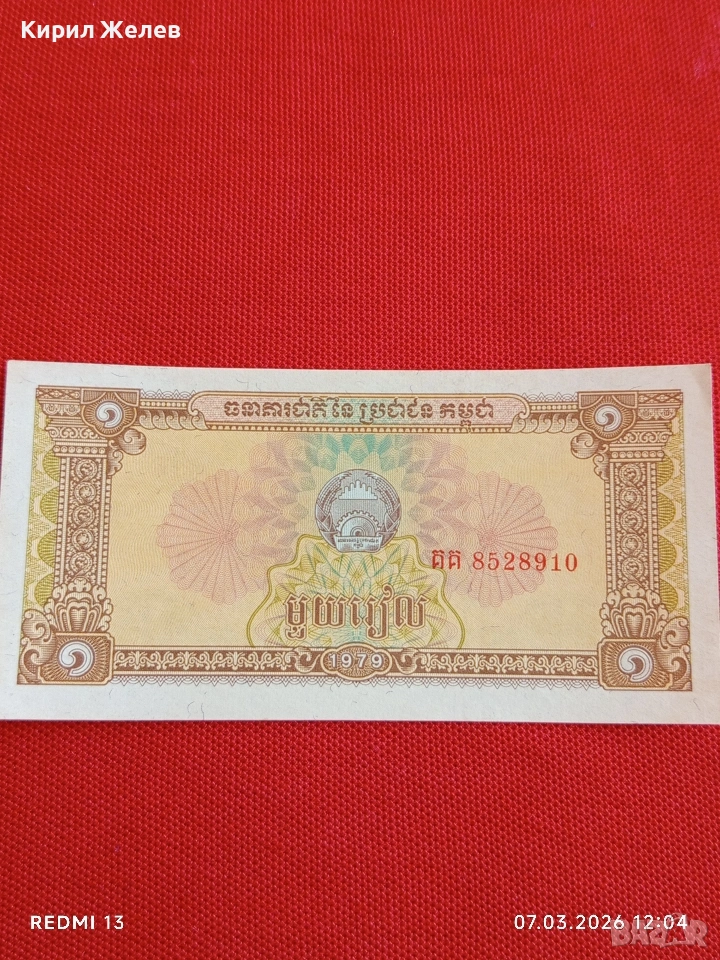 Кирил Желев
ធនាគារជាតិ នៃ ប្រជាជន កម្ពុជា
១ ១
គគ 8528910
មួយរៀល
១ ១
1979
REDMI 13
07.03.2026 12:04
BAZAR